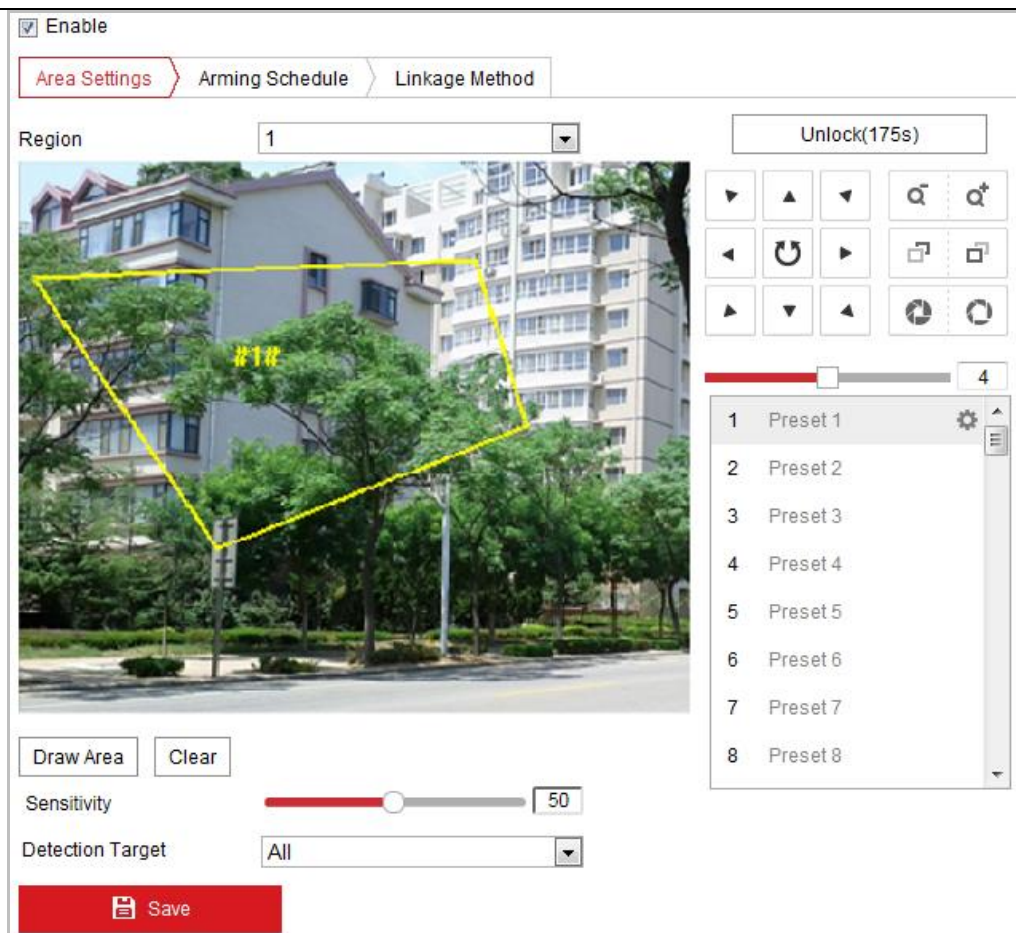 Enable
Area Settings Arming Schedule Linkage Method
Region 1 Unlock(175s)
#1#
4
1 Preset 1
2 Preset 2
3 Preset 3
4 Preset 4
5 Preset 5
6 Preset 6
7 Preset 7
8 Preset 8
Draw Area Clear
Sensitivity 50
Detection Target All
Save